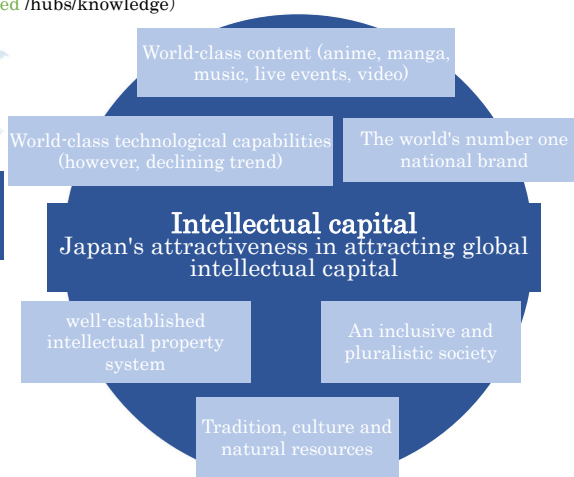 ed /hubs/knowledge)
World-class content (anime, manga,
music, live events, video)
World-class technological capabilities
(however, declining trend)
The world's number one
national brand
Intellectual capital
Japan's attractiveness in attracting global
intellectual capital
well-established
intellectual property
system
An inclusive and
pluralistic society
Tradition, culture and
natural resources